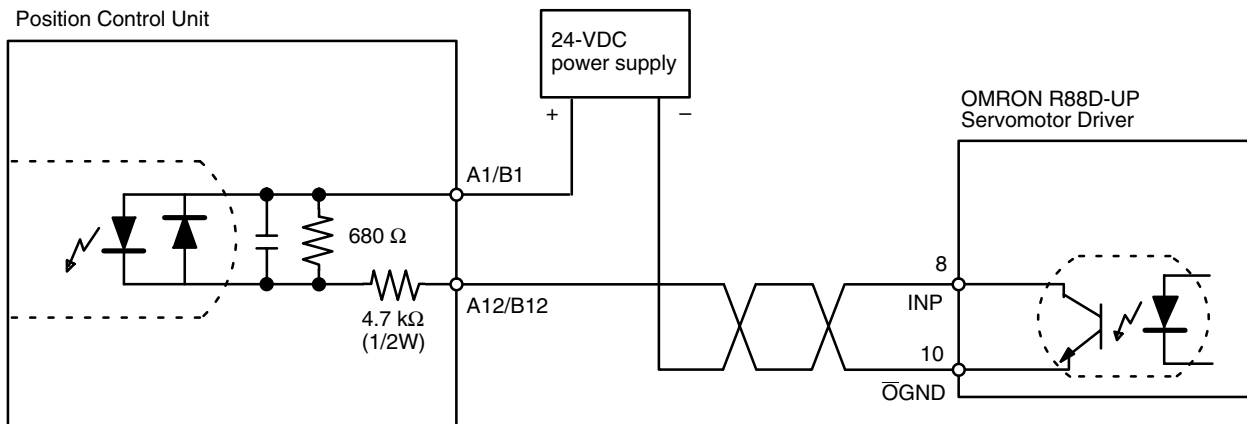 Position Control Unit
24-VDC
power supply
+
–
OMRON R88D-UP
Servomotor Driver
A1/B1
680 Ω
A12/B12
4.7 kΩ
(1/2W)
8
INP
10
O̅GND